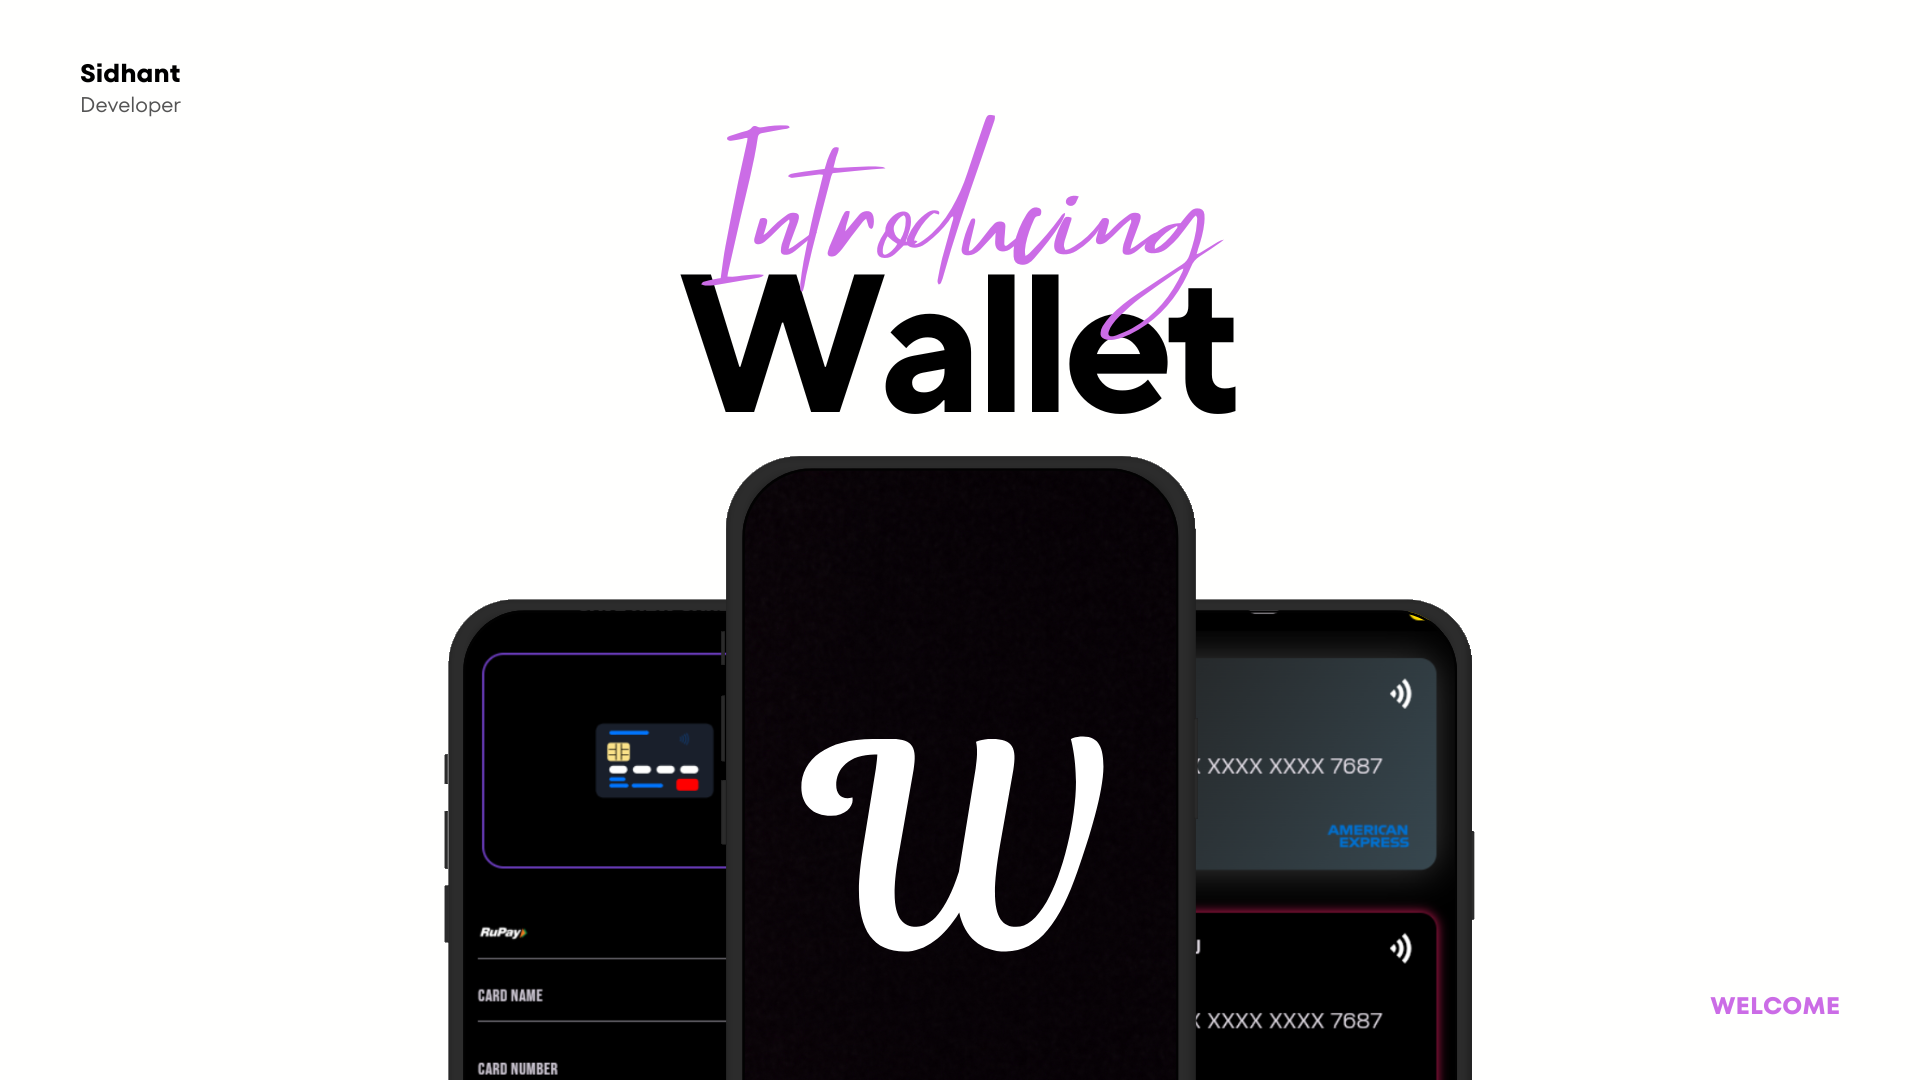 Sidhant
Developer
Introducing
Wallet
W
XXXX XXXX 7687
AMERICAN
EXPRESS
RuPay
CARD NAME
CARD NUMBER
XXXX XXXX 7687
WELCOME